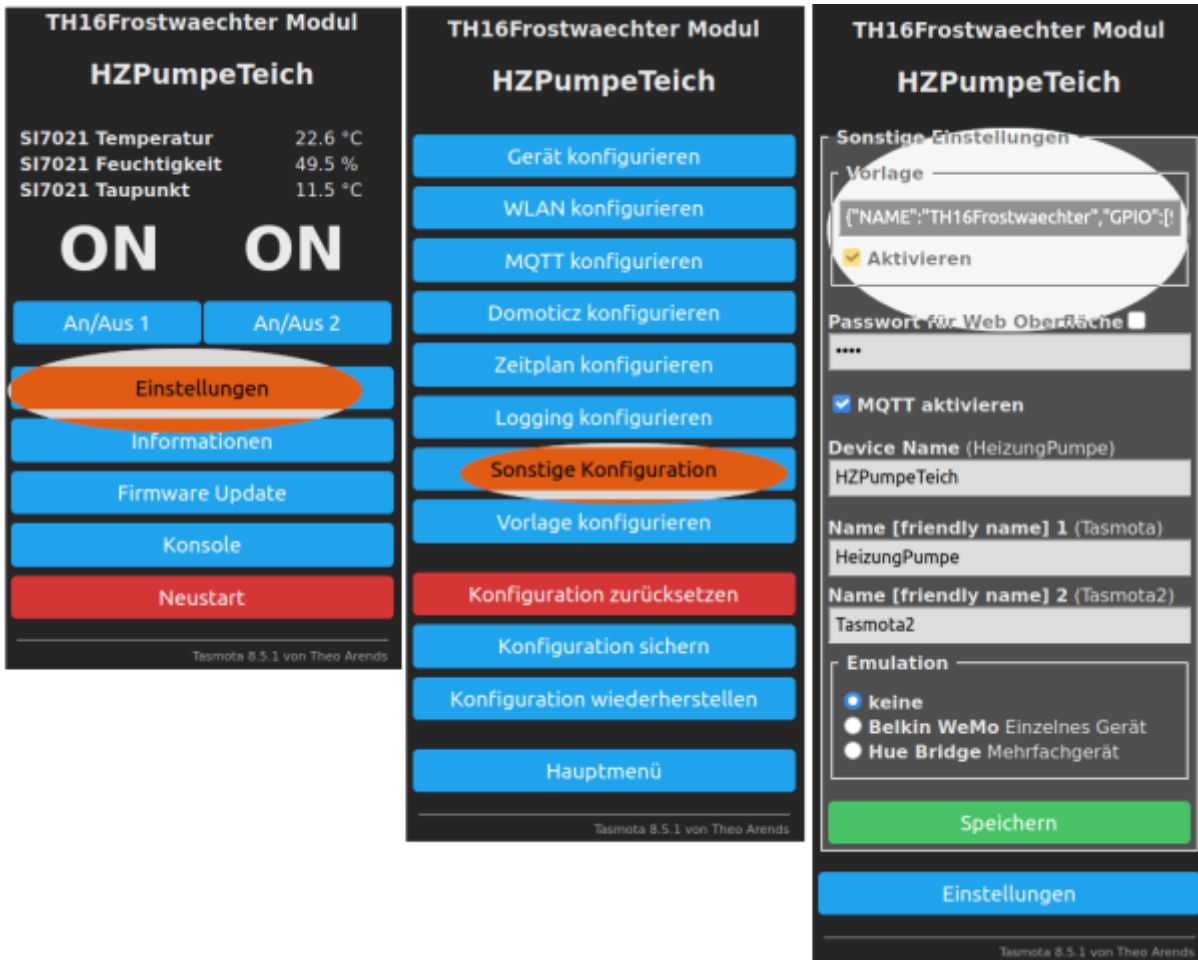 TH16Frostwaechter Modul
HZPumpeTeich
SI7021 Temperatur 22.6 °C
SI7021 Feuchtigkeit 49.5 %
SI7021 Taupunkt 11.5 °C
ON ON
An/Aus 1 An/Aus 2
Einstellungen
Informationen
Firmware Update
Konsole
Neustart
Tasmota 8.5.1 von Theo Arends
TH16Frostwaechter Modul
HZPumpeTeich
Gerät konfigurieren
WLAN konfigurieren
MQTT konfigurieren
Domoticz konfigurieren
Zeitplan konfigurieren
Logging konfigurieren
Sonstige Konfiguration
Vorlage konfigurieren
Konfiguration zurücksetzen
Konfiguration sichern
Konfiguration wiederherstellen
Hauptmenü
Tasmota 8.5.1 von Theo Arends
TH16Frostwaechter Modul
HZPumpeTeich
Sonstige Einstellungen
Vorlage
{"NAME":"TH16Frostwaechter","GPIO":[
Aktivieren
Passwort für Web Oberfläche
••••
MQTT aktivieren
Device Name (HeizungPumpe)
HZPumpeTeich
Name [friendly name] 1 (Tasmota)
HeizungPumpe
Name [friendly name] 2 (Tasmota2)
Tasmota2
Emulation
keine
Belkin WeMo Einzelnes Gerät
Hue Bridge Mehrfachgerät
Speichern
Einstellungen
Tasmota 8.5.1 von Theo Arends